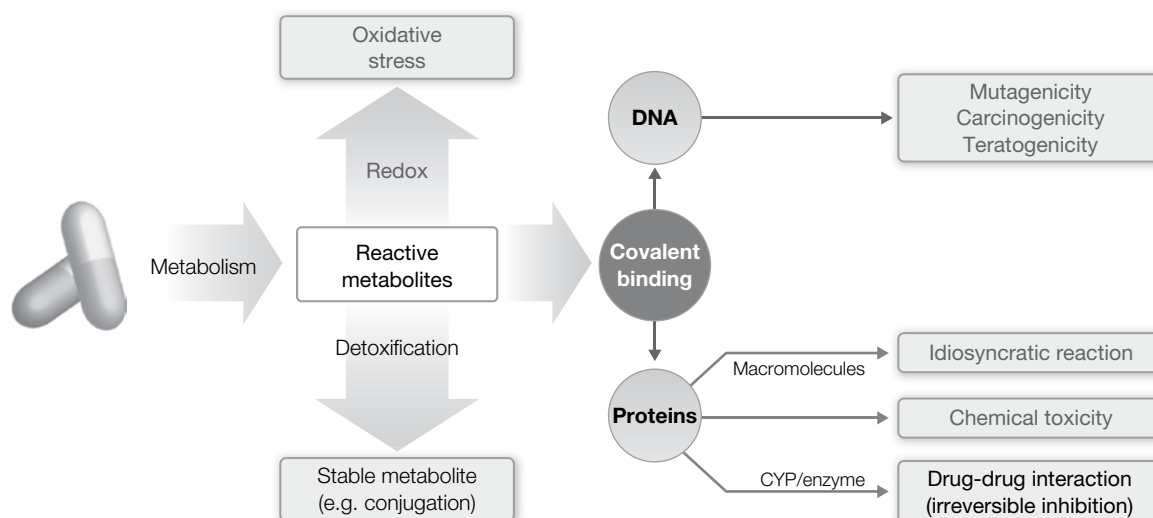 Oxidative
stress
Redox
Metabolism
Reactive
metabolites
Detoxification
Stable metabolite
(e.g. conjugation)
Covalent
binding
DNA
Mutagenicity
Carcinogenicity
Teratogenicity
Proteins
Macromolecules
Idiosyncratic reaction
Chemical toxicity
CYP/enzyme
Drug-drug interaction
(irreversible inhibition)